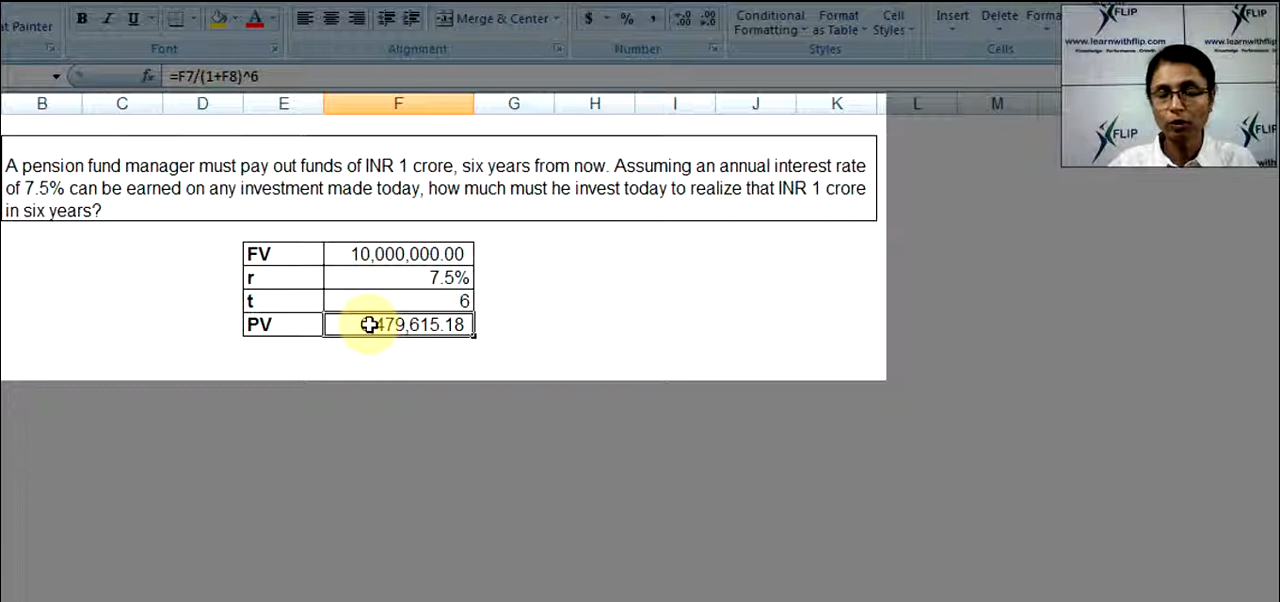 at Painter
B I U
A
Merge & Center
$ % , .00 .00
Conditional Formatting
Format as Table
Cell Styles
Insert Delete Forma
Font
Alignment
Number
Styles
Cells
fx =F7/(1+F8)^6
B C D E F G H I J K L M
A pension fund manager must pay out funds of INR 1 crore, six years from now. Assuming an annual interest rate
of 7.5% can be earned on any investment made today, how much must he invest today to realize that INR 1 crore
in six years?
FV 10,000,000.00
r 7.5%
t 6
PV 479,615.18
FLIP FLIP
www.learnwithflip.com www.learnwithflip.com
FLIP FLIP